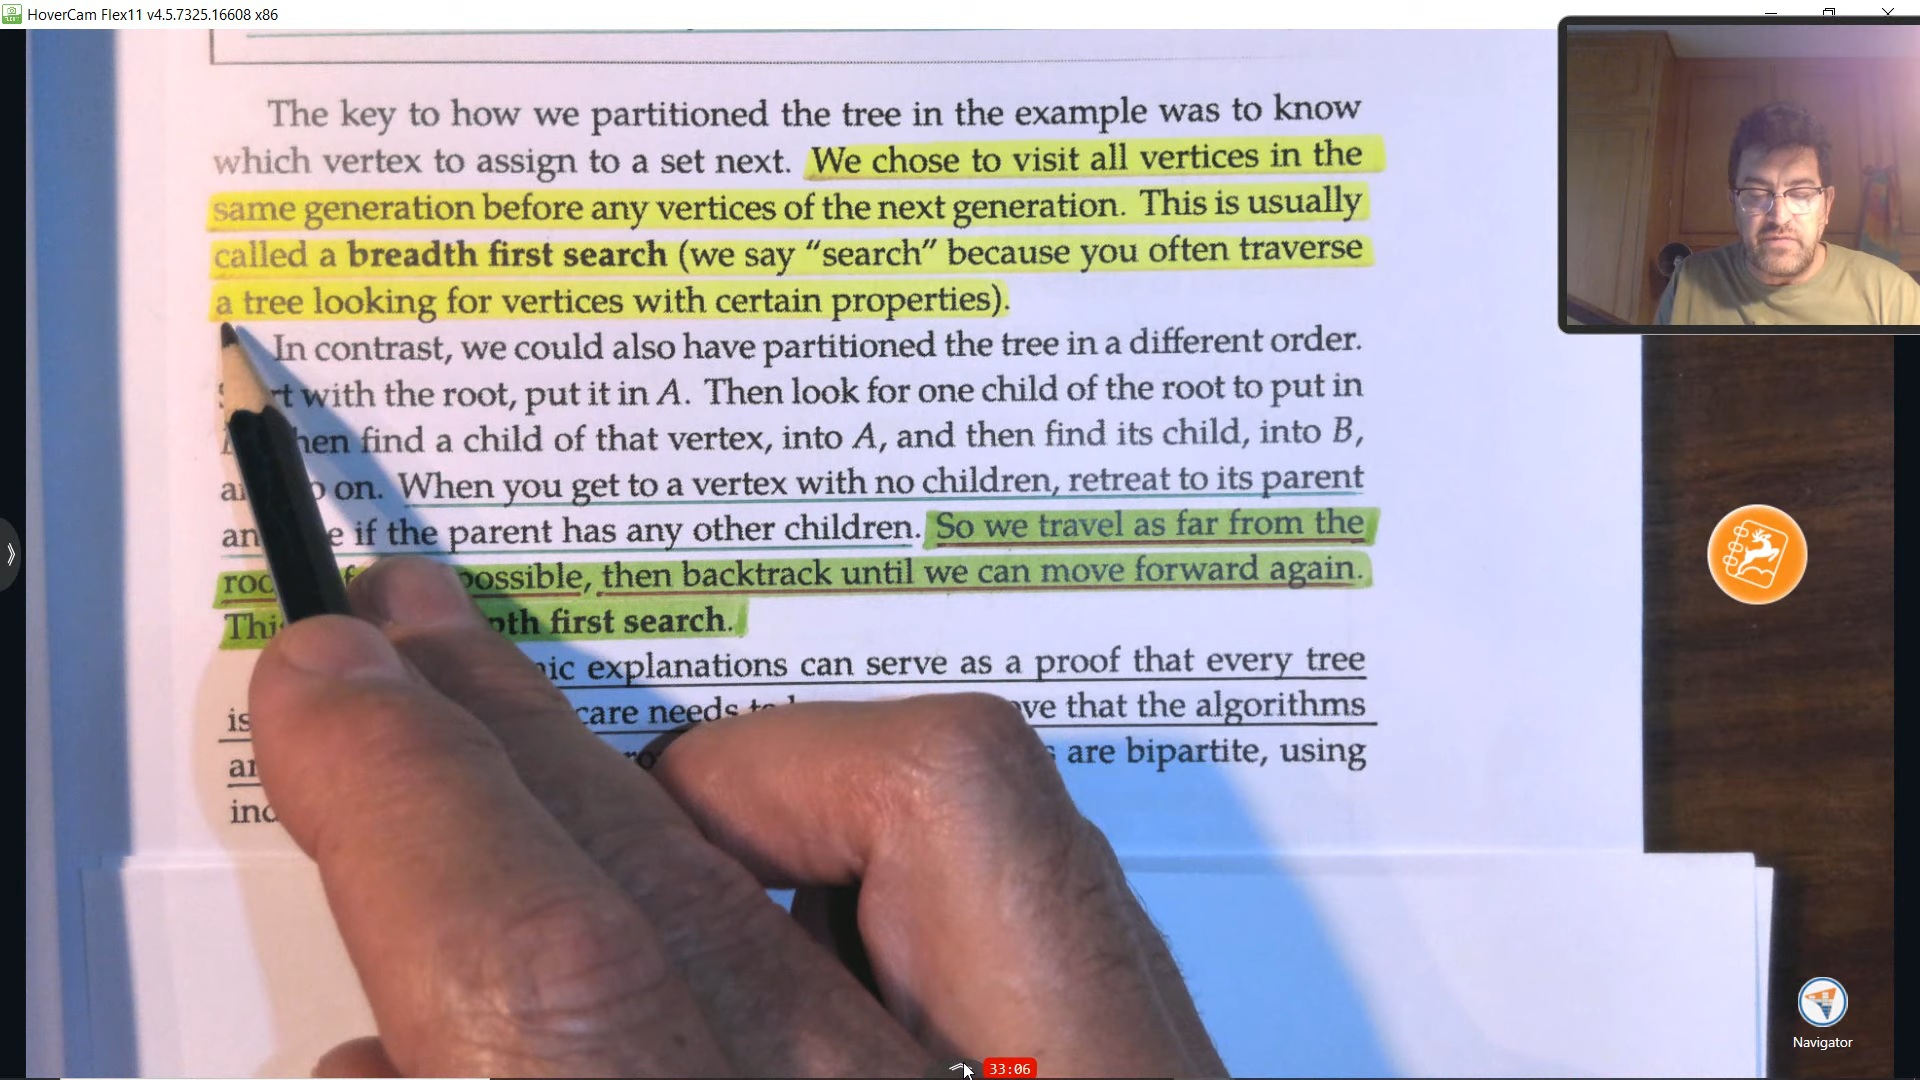 HoverCam Flex11 v4.5.7325.16608 x86
The key to how we partitioned the tree in the example was to know
which vertex to assign to a set next. We chose to visit all vertices in the
same generation before any vertices of the next generation. This is usually
called a breadth first search (we say “search” because you often traverse
a tree looking for vertices with certain properties).
In contrast, we could also have partitioned the tree in a different order.
with the root, put it in A. Then look for one child of the root to put in
find a child of that vertex, into A, and then find its child, into B,
on. When you get to a vertex with no children, retreat to its parent
if the parent has any other children. So we travel as far from the
possible, then backtrack until we can move forward again.
first search.
explanations can serve as a proof that every tree
is care needs that the algorithms
are bipartite, using
33:06
Navigator